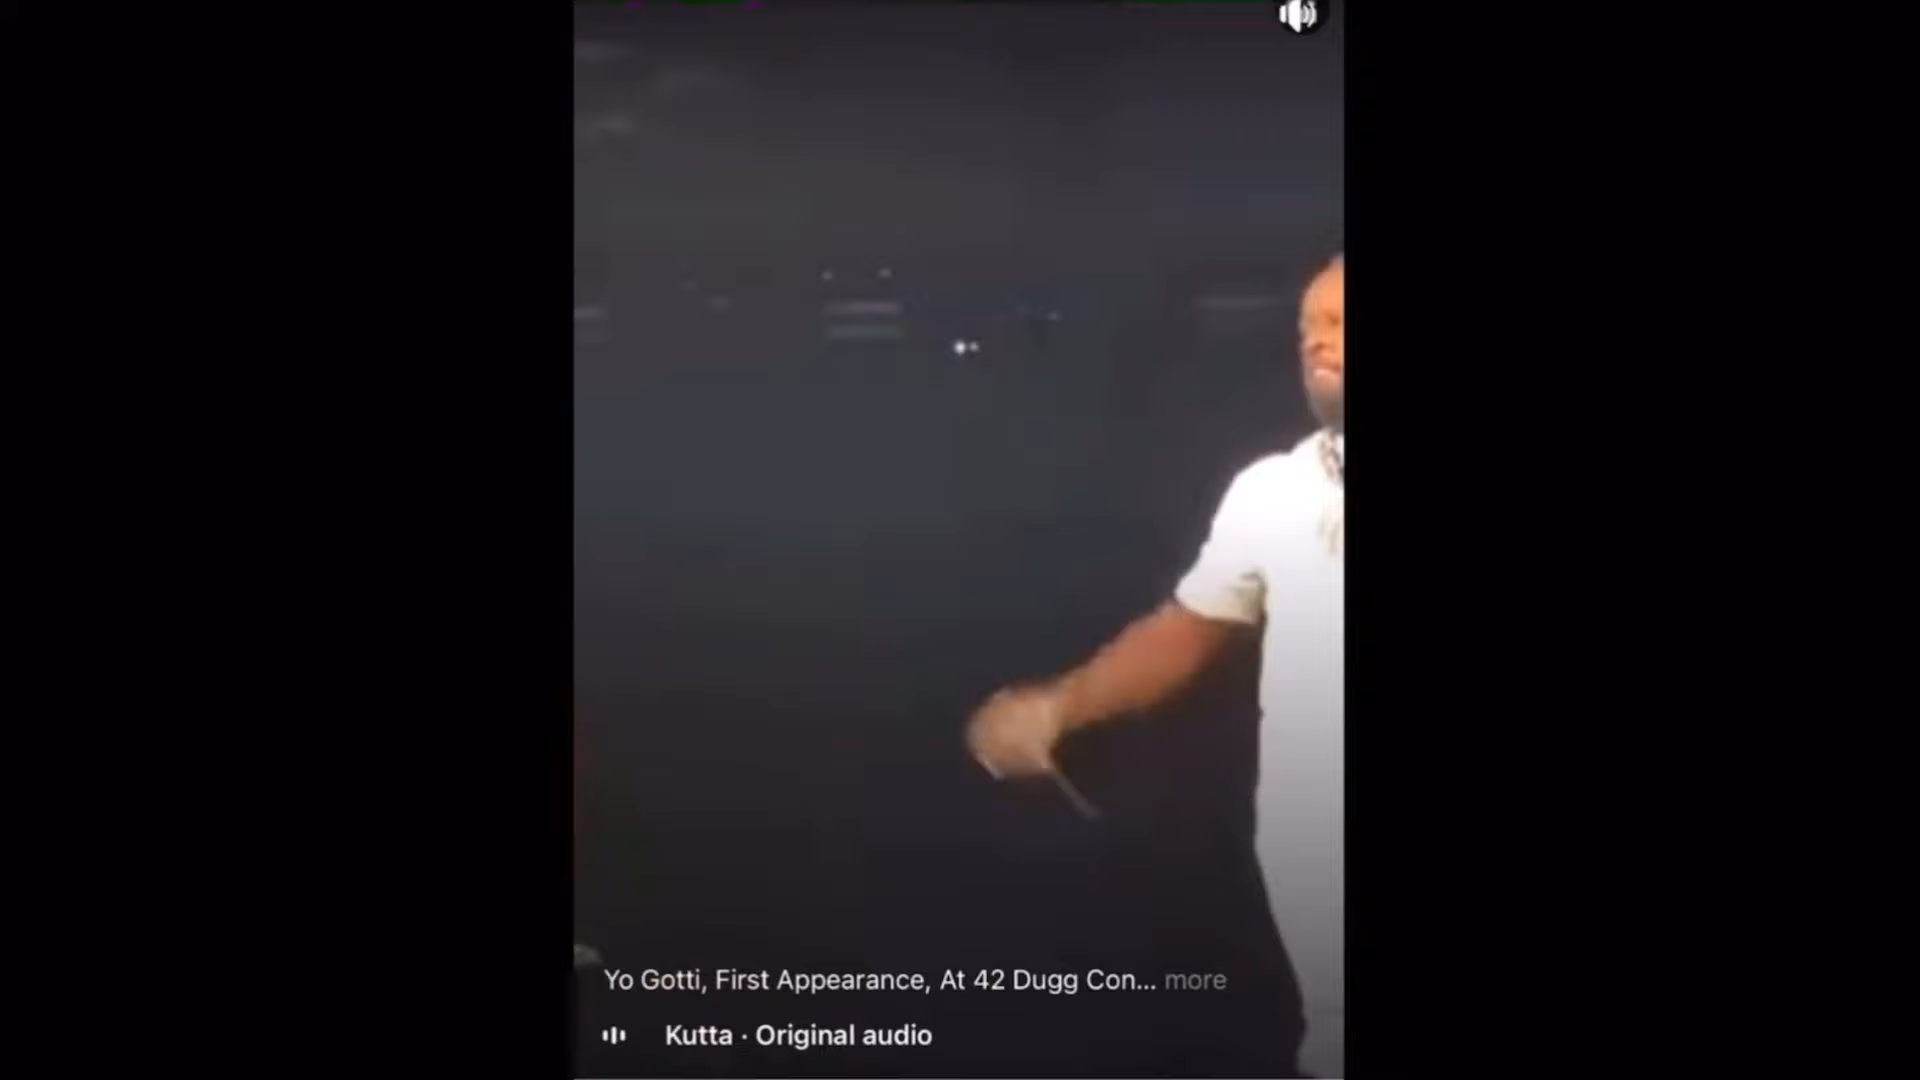 Yo Gotti, First Appearance, At 42 Dugg Con... more
Kutta · Original audio